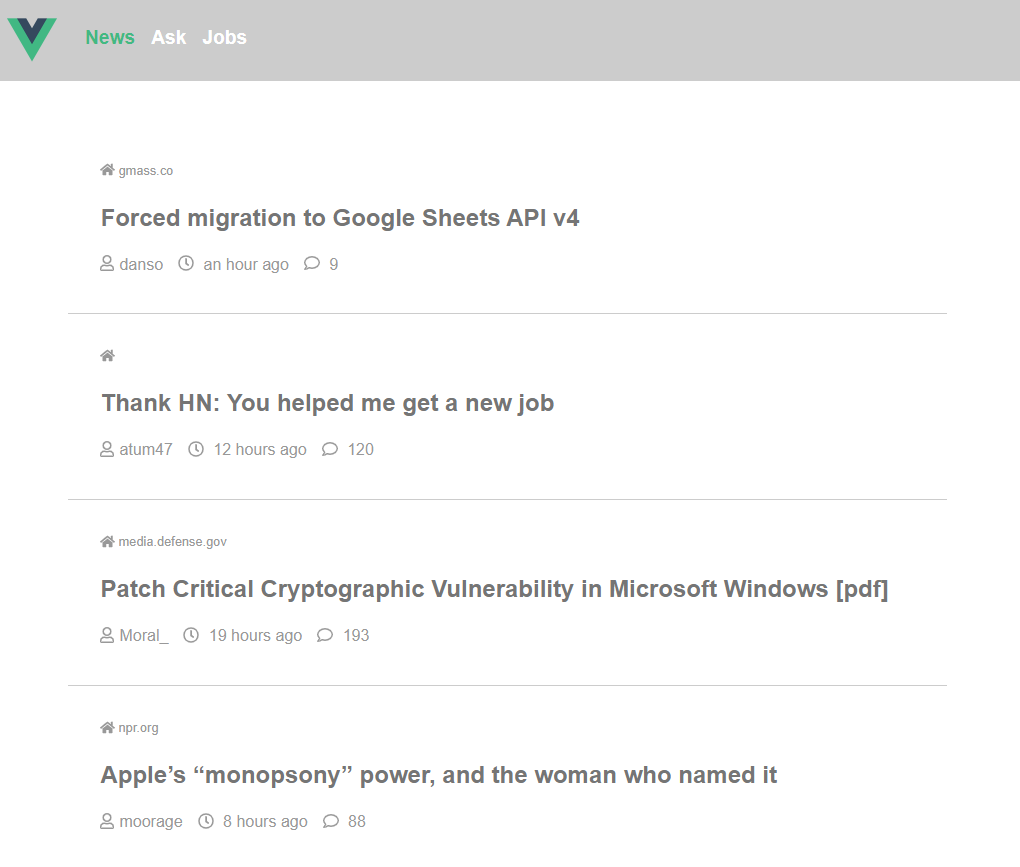 News Ask Jobs
gmass.co
Forced migration to Google Sheets API v4
danso an hour ago 9
Thank HN: You helped me get a new job
atum47 12 hours ago 120
media.defense.gov
Patch Critical Cryptographic Vulnerability in Microsoft Windows [pdf]
Moral_ 19 hours ago 193
npr.org
Apple’s “monopsony” power, and the woman who named it
moorage 8 hours ago 88